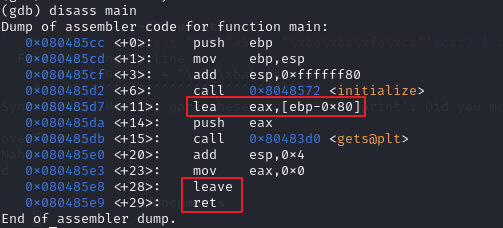 (gdb) disass main
Dump of assembler code for function main:
0x080485cc <+0>: push ebp
0x080485cd <+1>: mov ebp,esp
0x080485cf <+3>: add esp,0xffffff80
0x080485d2 <+6>: call 0x8048572 <initialize>
0x080485d7 <+11>: lea eax,[ebp-0x80]
0x080485da <+14>: push eax
0x080485db <+15>: call 0x80483d0 <gets@plt>
0x080485e0 <+20>: add esp,0x4
0x080485e3 <+23>: mov eax,0x0
0x080485e8 <+28>: leave
0x080485e9 <+29>: ret
End of assembler dump.